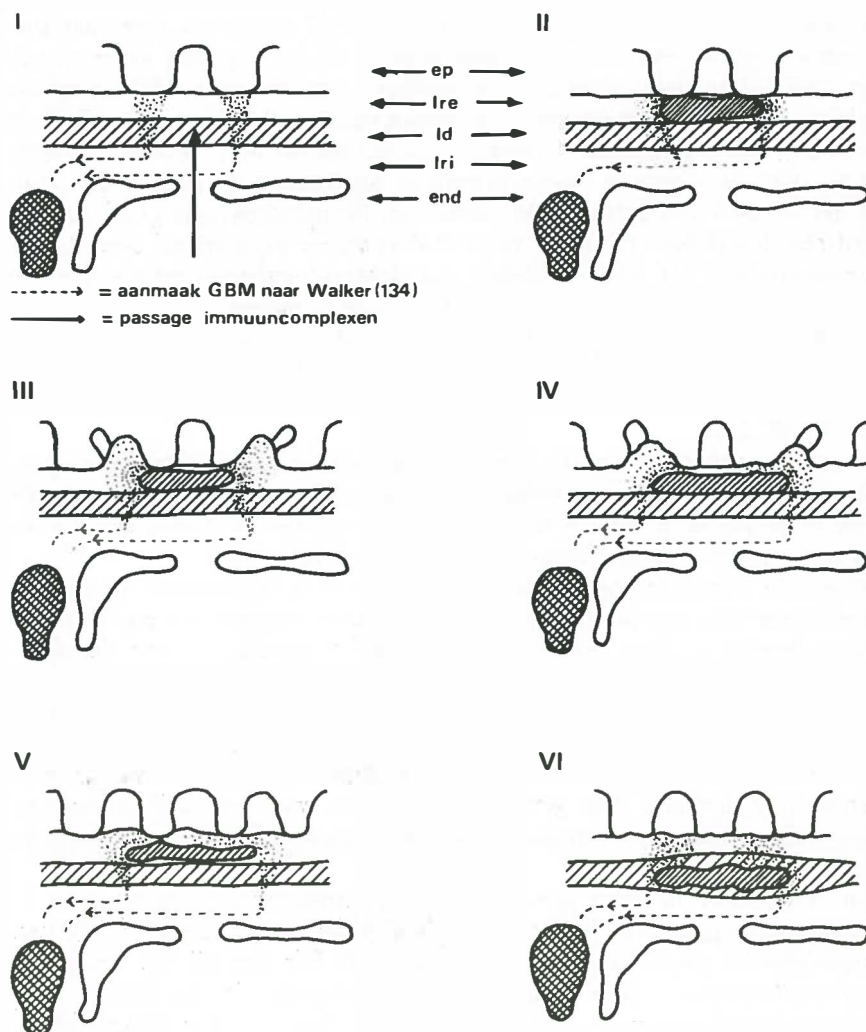 I
II
ep
lre
ld
lri
end
= aanmaak GBM naar Walker (134)
= passage immuuncomplexen
III
IV
V
VI